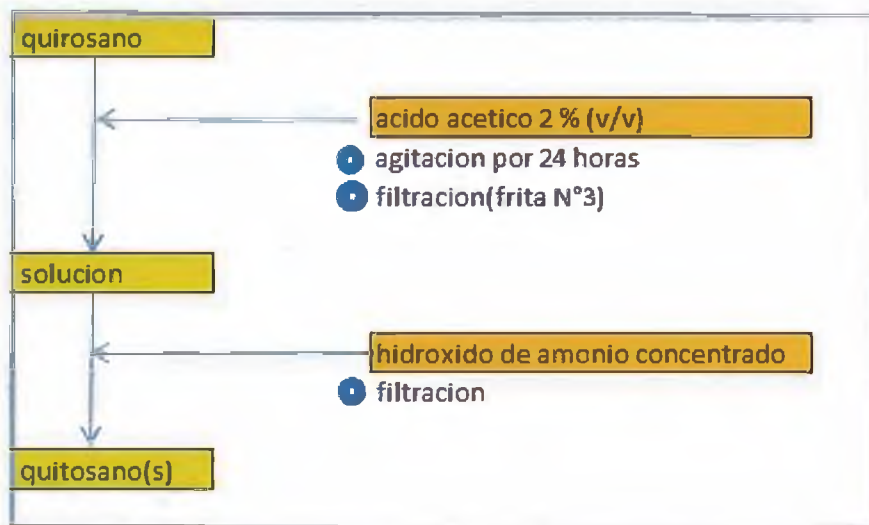 quirosano
acido acetico 2 % (v/v)
agitacion por 24 horas
filtracion(frita N°3)
solucion
hidroxido de amonio concentrado
filtracion
quitosano(s)